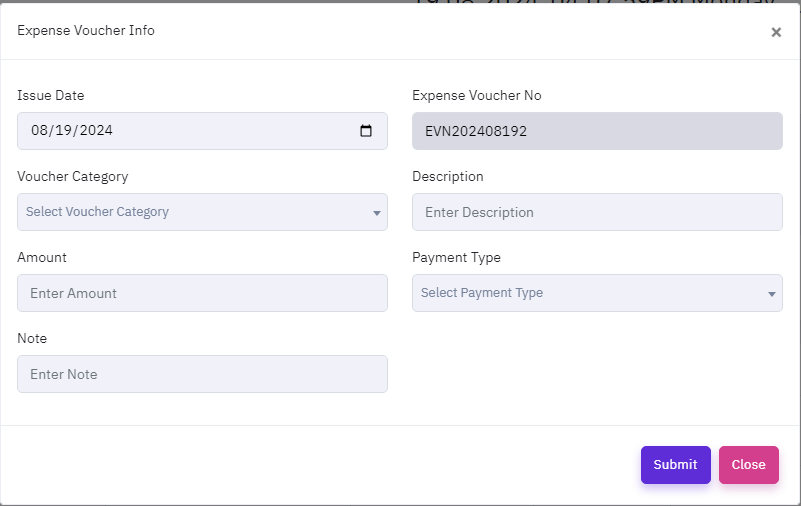 Expense Voucher Info
×
Issue Date
Expense Voucher No
08/19/2024
EVN202408192
Voucher Category
Description
Select Voucher Category
Enter Description
Amount
Payment Type
Enter Amount
Select Payment Type
Note
Enter Note
Submit
Close